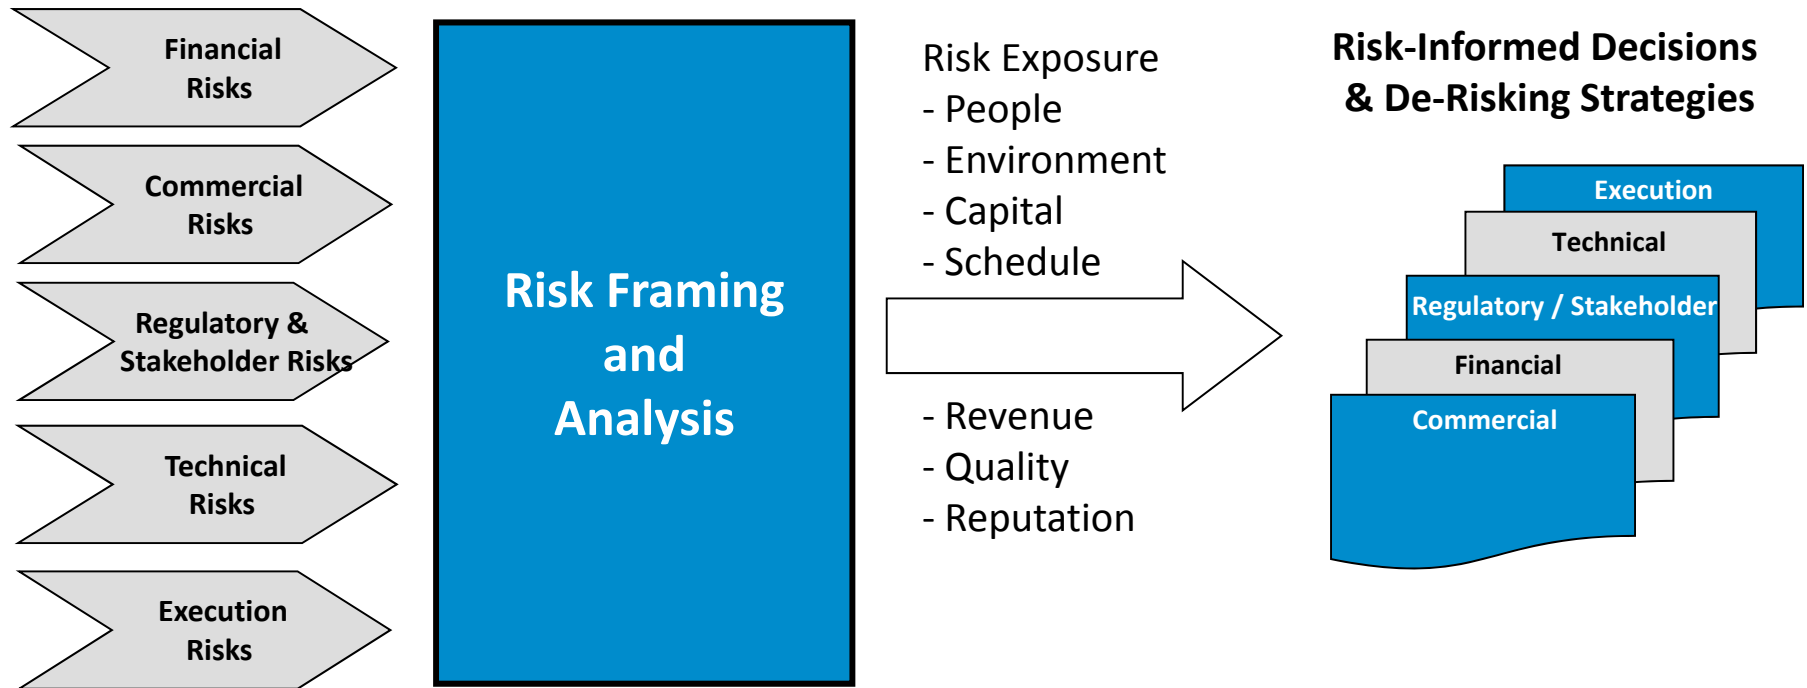 Financial
Risks
Commercial
Risks
Regulatory &
Stakeholder Risks
Technical
Risks
Execution
Risks
Risk Framing
and
Analysis
Risk Exposure
- People
- Environment
- Capital
- Schedule
- Revenue
- Quality
- Reputation
Risk-Informed Decisions
& De-Risking Strategies
Execution
Technical
Regulatory / Stakeholder
Financial
Commercial